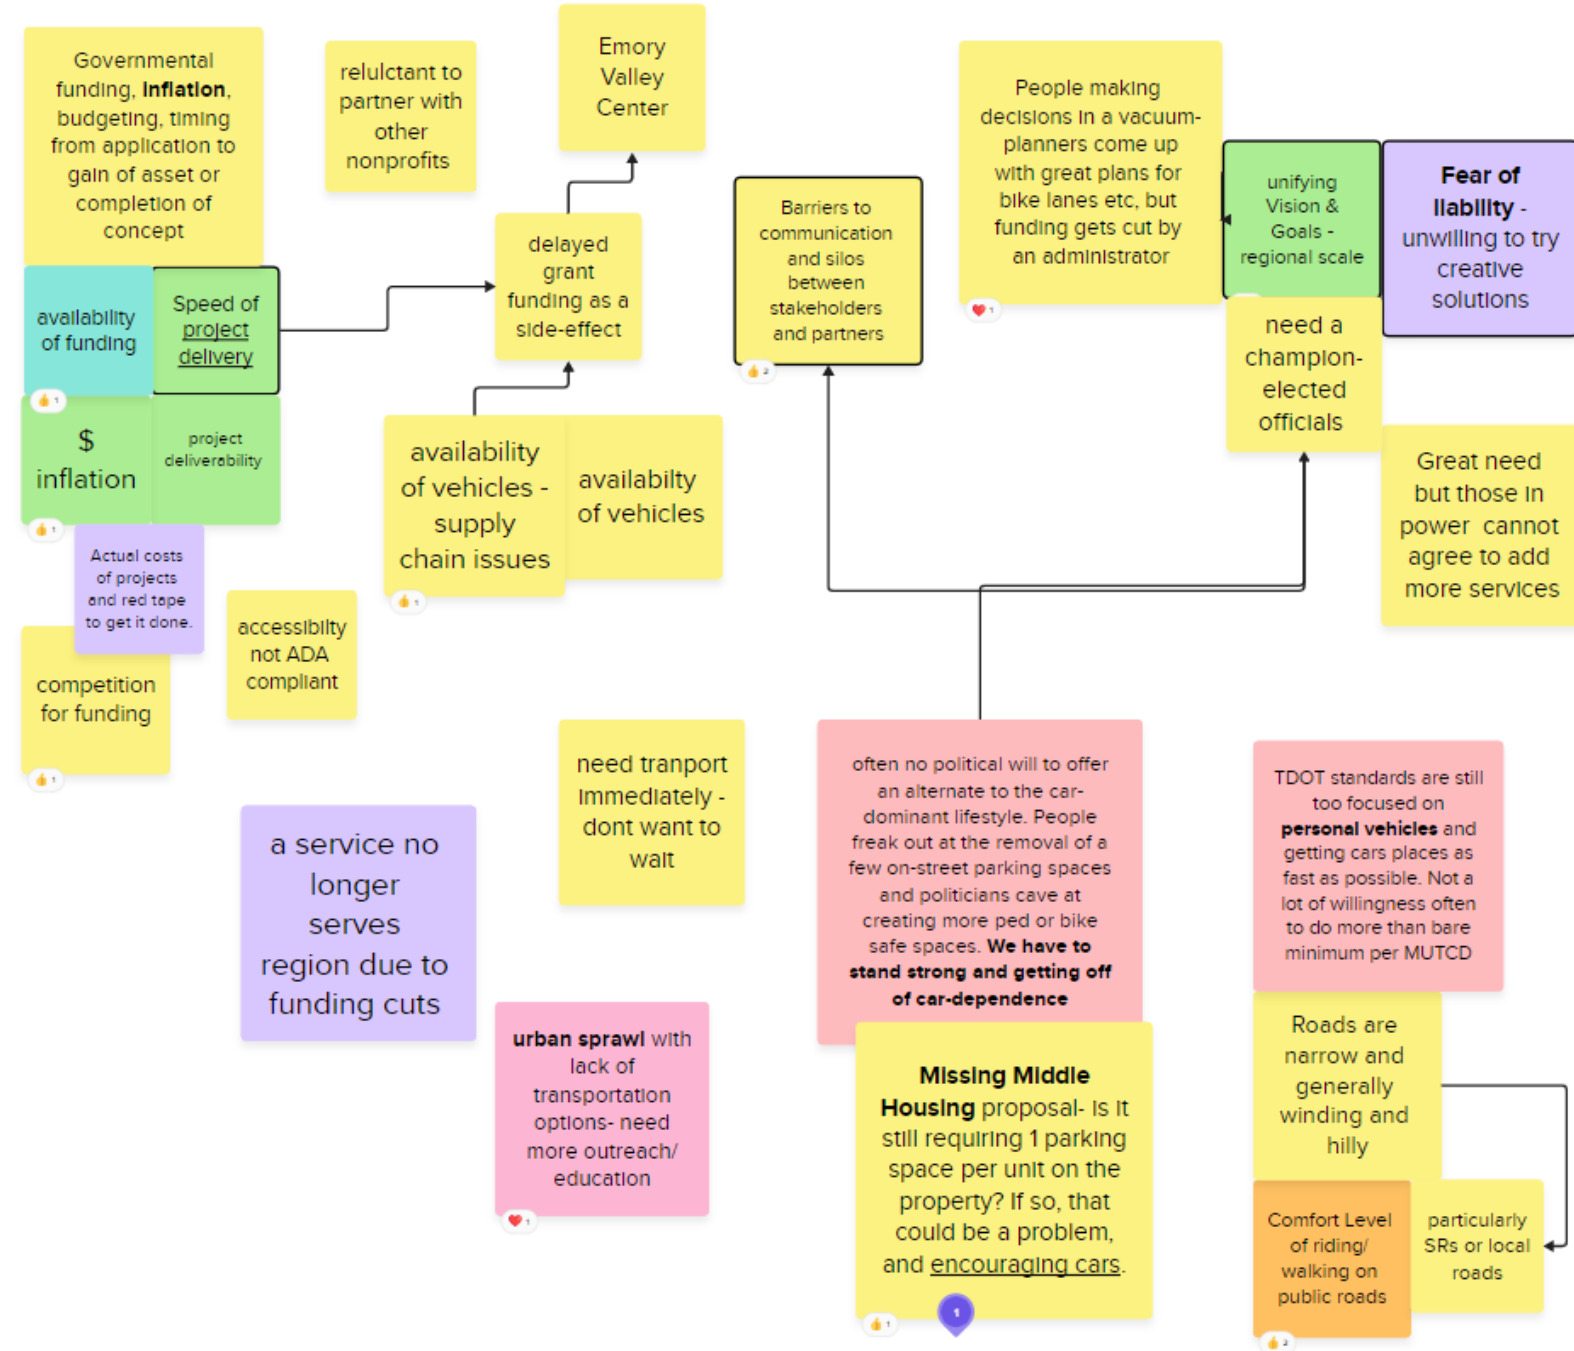 Governmental
funding, inflation,
budgeting, timing
from application to
gain of asset or
completion of
concept
relulctant to
partner with
other
nonprofits
Emory
Valley
Center
People making
decisions in a vacuum-
planners come up
with great plans for
bike lanes etc, but
funding gets cut by
an administrator
1
unifying
Vision &
Goals -
regional scale
Fear of
liability -
unwilling to try
creative
solutions
Barriers to
communication
and silos
between
stakeholders
and partners
2
delayed
grant
funding as a
side-effect
availability
of funding
1
Speed of
project
delivery
$
inflation
1
project
deliverability
need a
champion-
elected
officials
availability
of vehicles -
supply
chain issues
1
availabilty
of vehicles
Great need
but those in
power cannot
agree to add
more services
Actual costs
of projects
and red tape
to get it done.
accessibilty
not ADA
compliant
competition
for funding
1
need tranport
immediately -
dont want to
wait
often no political will to offer
an alternate to the car-
dominant lifestyle. People
freak out at the removal of a
few on-street parking spaces
and politicians cave at
creating more ped or bike
safe spaces. We have to
stand strong and getting off
of car-dependence
TDOT standards are still
too focused on
personal vehicles and
getting cars places as
fast as possible. Not a
lot of willingness often
to do more than bare
minimum per MUTCD
a service no
longer
serves
region due to
funding cuts
urban sprawl with
lack of
transportation
options- need
more outreach/
education
1
Missing Middle
Housing proposal- is it
still requiring 1 parking
space per unit on the
property? If so, that
could be a problem,
and encouraging cars.
1
1
Roads are
narrow and
generally
winding and
hilly
Comfort Level
of riding/
walking on
public roads
2
particularly
SRs or local
roads